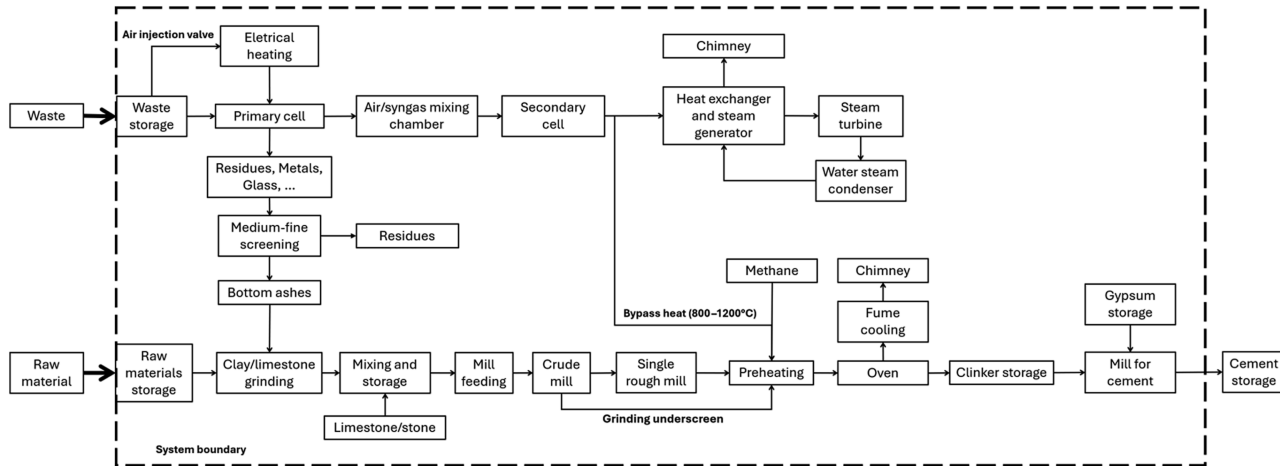 Air injection valve
Eletrical
heating
Chimney
Waste
Waste
storage
Primary cell
Air/sygas mixing
chamber
Secondary
cell
Heat exchanger
and steam
generator
Steam
turbine
Water steam
condenser
Residues, Metals,
Glass, ...
Medium-fine
screening
Residues
Bottom ashes
Methane
Chimney
Bypass heat (800–1200°C)
Fume
cooling
Gypsum
storage
Raw
material
Raw
materials
storage
Clay/limestone
grinding
Mixing and
storage
Mill
feeding
Crude
mill
Single
rough mill
Preheating
Oven
Clinker storage
Mill for
cement
Cement
storage
Grinding underscreen
Limestone/stone
System boundary